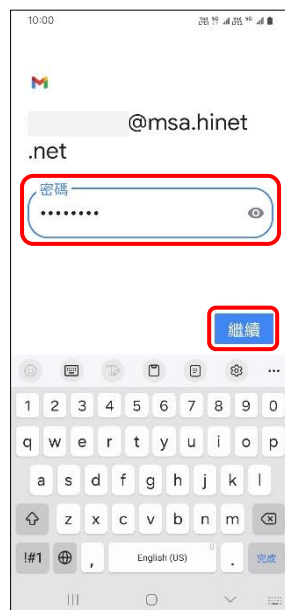 10:00
@msa.hinet
.net
密碼
••••••••
繼續
1 2 3 4 5 6 7 8 9 0
q w e r t y u i o p
a s d f g h j k l
z x c v b n m
!#1 , English (US) . 完成